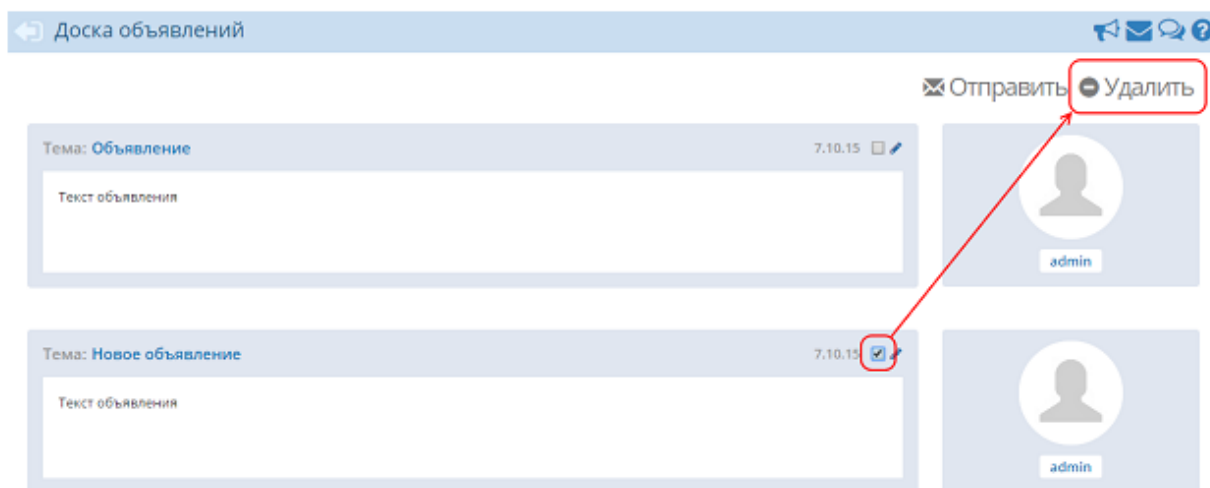 Доска объявлений
Отправить Удалить
Тема: Объявление 7.10.15
Текст объявления
admin
Тема: Новое объявление 7.10.15
Текст объявления
admin